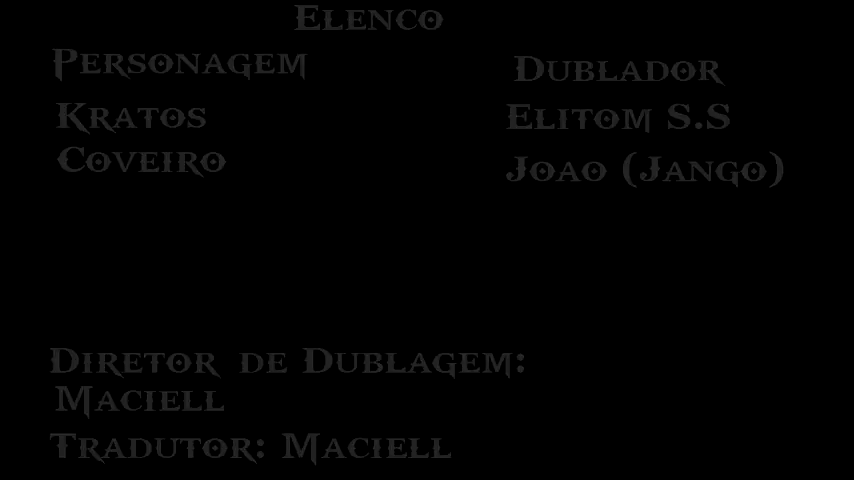 Elenco
Personagem Dublador
Kratos Elitom S.S
Coveiro Joao (Jango)
Diretor de Dublagem:
Maciell
Tradutor: Maciell